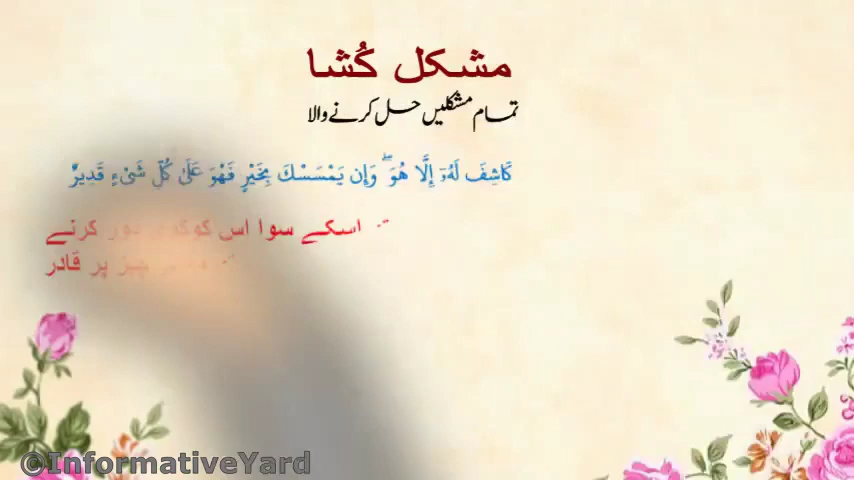 مشکل کُشا
تمام مشکلیں حل کرنے والا
كَاشِفَ لَهُۥٓ إِلَّا هُوَ ۖ وَإِن يَمْسَسْكَ بِخَيْرٍ فَهُوَ عَلَىٰ كُلِّ شَىْءٍ قَدِيرٌ
اسکے سوا اس کو کوئی دور کرنے
چیز پر قادر
©InformativeYard